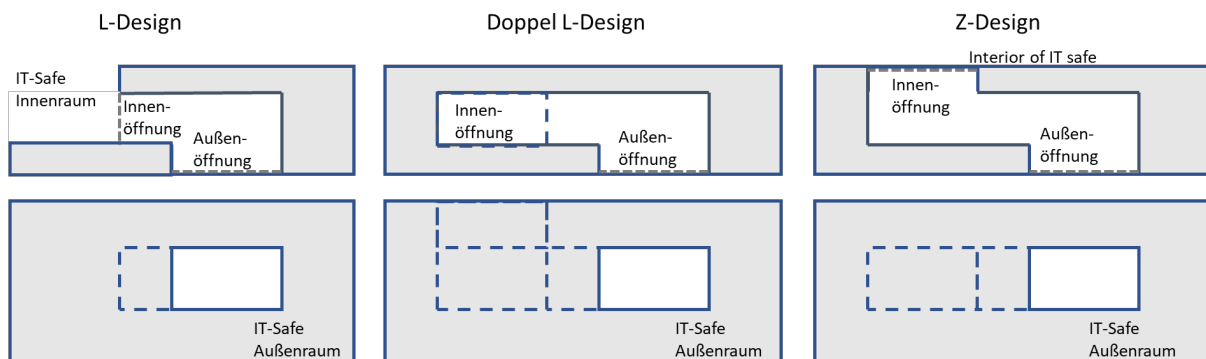 L-Design
Doppel L-Design
Z-Design
IT-Safe
Innenraum
Innen-
öffnung
Außen-
öffnung
Innen-
öffnung
Außen-
öffnung
Interior of IT safe
Innen-
öffnung
Außen-
öffnung
IT-Safe
Außenraum
IT-Safe
Außenraum
IT-Safe
Außenraum